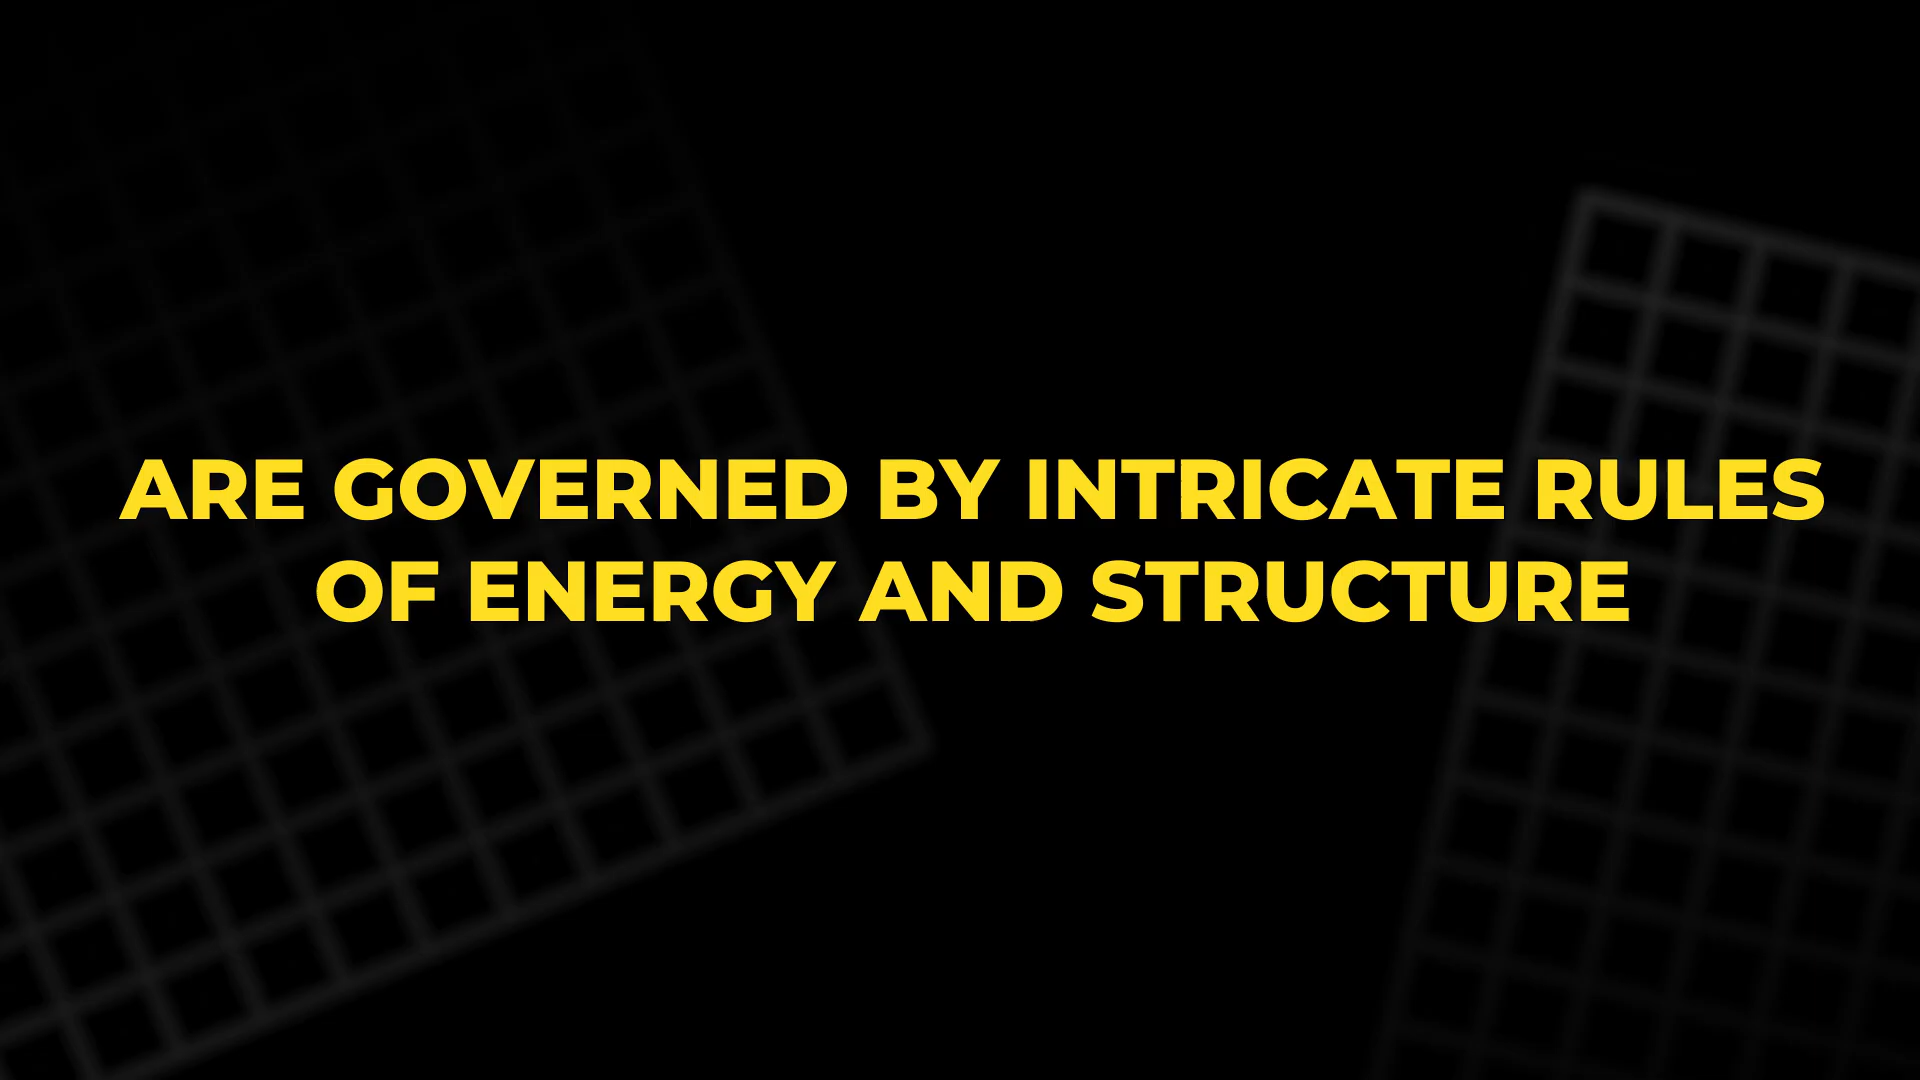 ARE GOVERNED BY INTRICATE RULES
OF ENERGY AND STRUCTURE